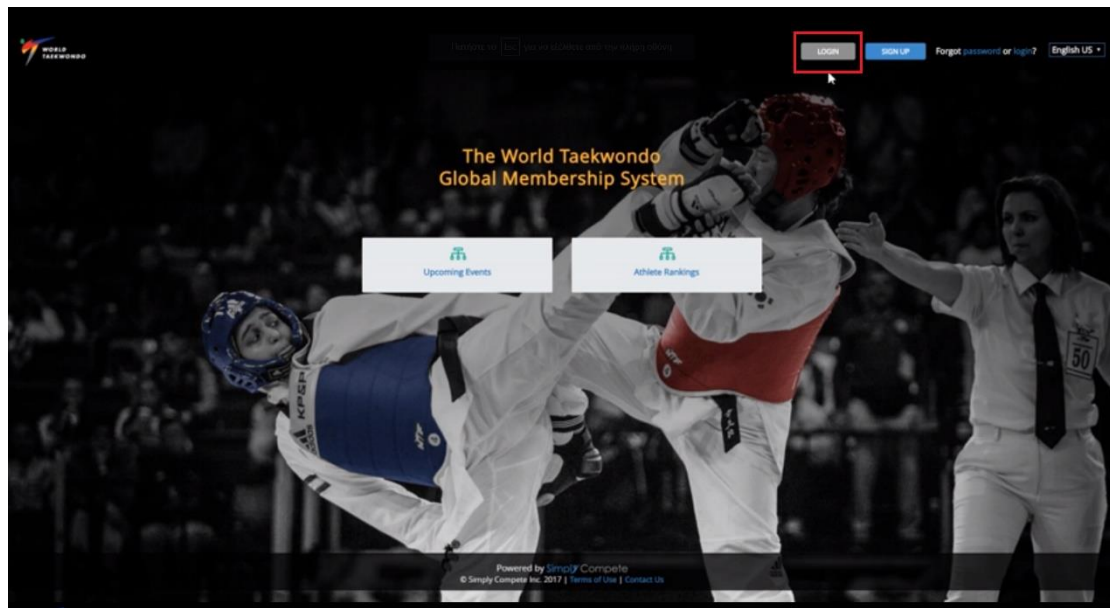 WORLD
TAEKWONDO
LOGIN
SIGN UP
Forgot password or login?
English US
The World Taekwondo
Global Membership System
Upcoming Events
Athlete Rankings
KPSP
50
Powered by Simply Compete
© Simply Compete Inc. 2017 | Terms of Use | Contact Us